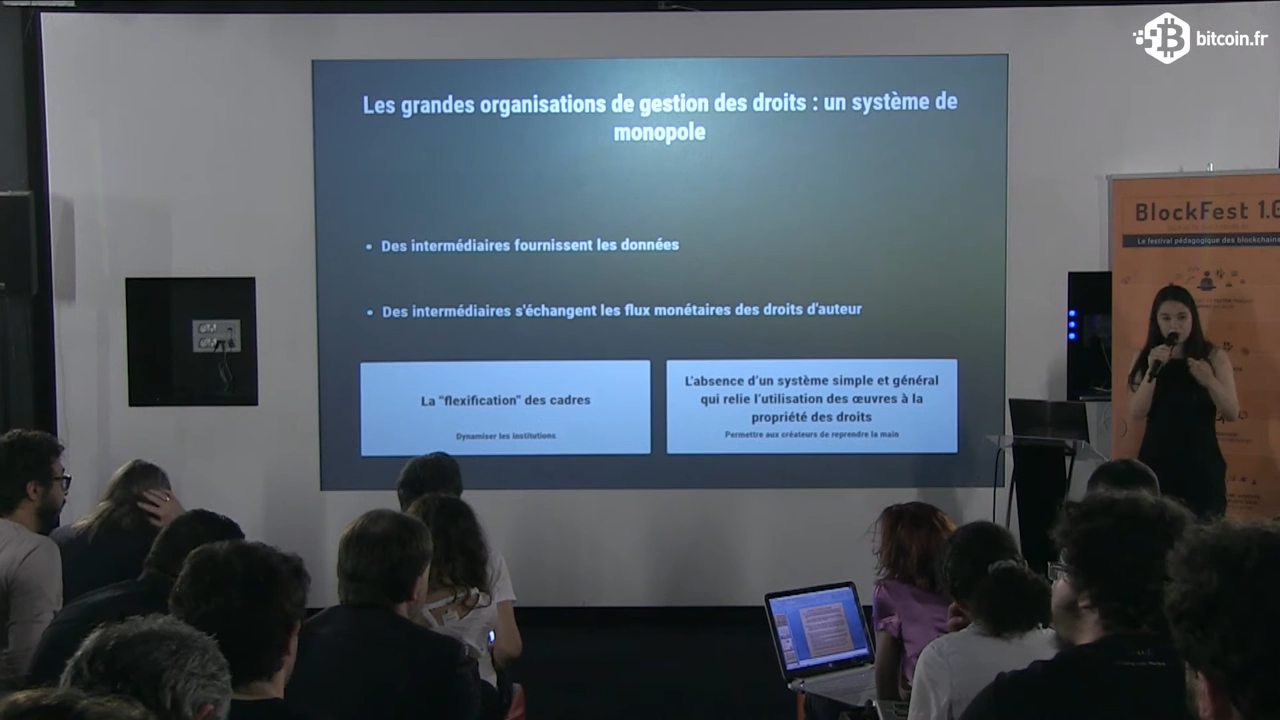 bitcoin.fr
Les grandes organisations de gestion des droits : un système de
monopole
• Des intermédiaires fournissent les données
• Des intermédiaires s'échangent les flux monétaires des droits d'auteur
La "flexification" des cadres
Dynamiser les institutions
L'absence d'un système simple et général
qui relie l'utilisation des œuvres à la
propriété des droits
Permettre aux créateurs de reprendre la main
BlockFest 1.0
Le festival pédagogique des blockchains